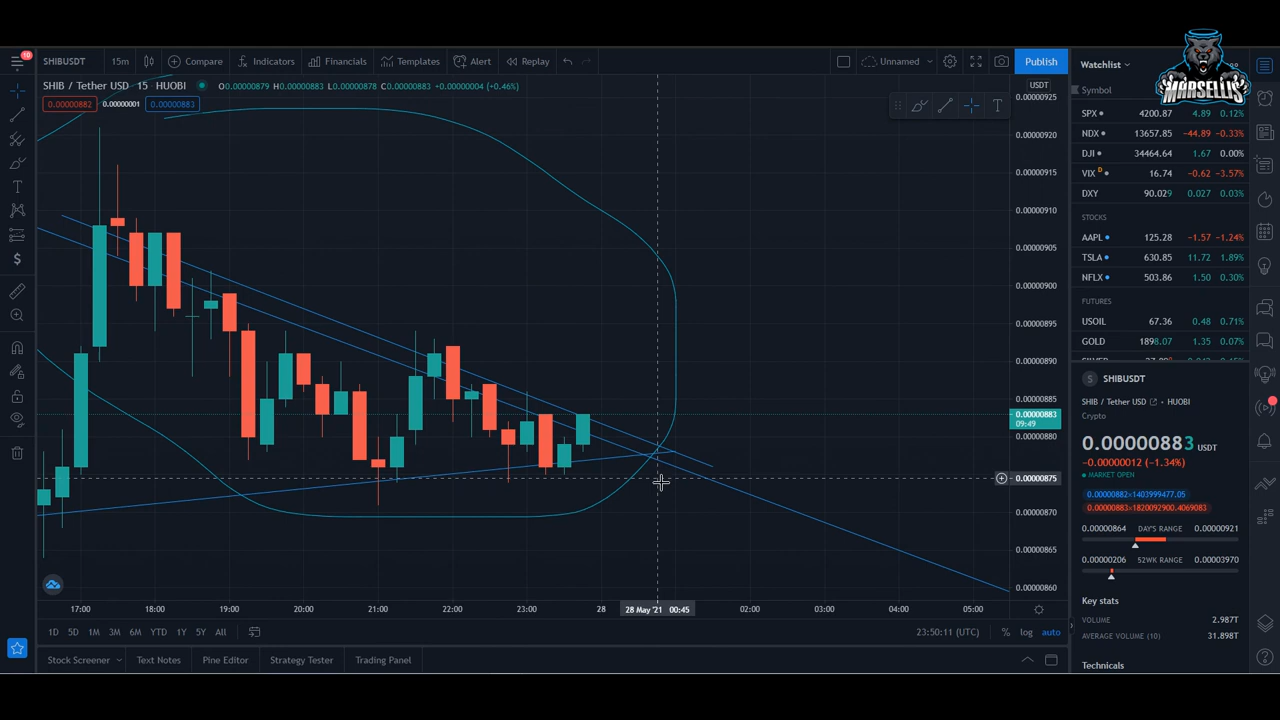 10
SHIBUSDT 15m Compare Indicators Financials Templates Alert Replay Unnamed Publish
MARSELLIS
SHIB / Tether USD · 15 · HUOBI O0.00000879 H0.00000883 L0.00000878 C0.00000883 +0.00000004 (+0.46%)
0.00000882 0.00000001 0.00000883
T
USDT
0.00000925
0.00000920
0.00000915
0.00000910
0.00000905
0.00000900
0.00000895
0.00000890
0.00000885
0.00000883
09:49
0.00000880
0.00000875
0.00000870
0.00000865
0.00000860
17:00 18:00 19:00 20:00 21:00 22:00 23:00 28 28 May '21 00:45 02:00 03:00 04:00 05:00
1D 5D 1M 3M 6M YTD 1Y 5Y All 23:50:11 (UTC) % log auto
Stock Screener Text Notes Pine Editor Strategy Tester Trading Panel
Watchlist
Symbol
SPX 4200.87 4.89 0.12%
NDX 13657.85 -44.89 -0.33%
DJI 34464.64 1.67 0.00%
VIX D 16.74 -0.62 -3.57%
DXY 90.029 0.027 0.03%
STOCKS
AAPL 125.28 -1.57 -1.24%
TSLA 630.85 11.72 1.89%
NFLX 503.86 1.50 0.30%
FUTURES
USOIL 67.36 0.48 0.71%
GOLD 1898.07 1.35 0.07%
SHIBUSDT
SHIB / Tether USD · HUOBI
Crypto
0.00000883 USDT
-0.00000012 (-1.34%)
MARKET OPEN
0.00000882×1403999477.05
0.00000883×1820092900.4069083
0.00000864 DAY'S RANGE 0.00000921
0.00000206 52WK RANGE 0.00003970
Key stats
VOLUME 2.987T
AVERAGE VOLUME (10) 31.898T
Technicals